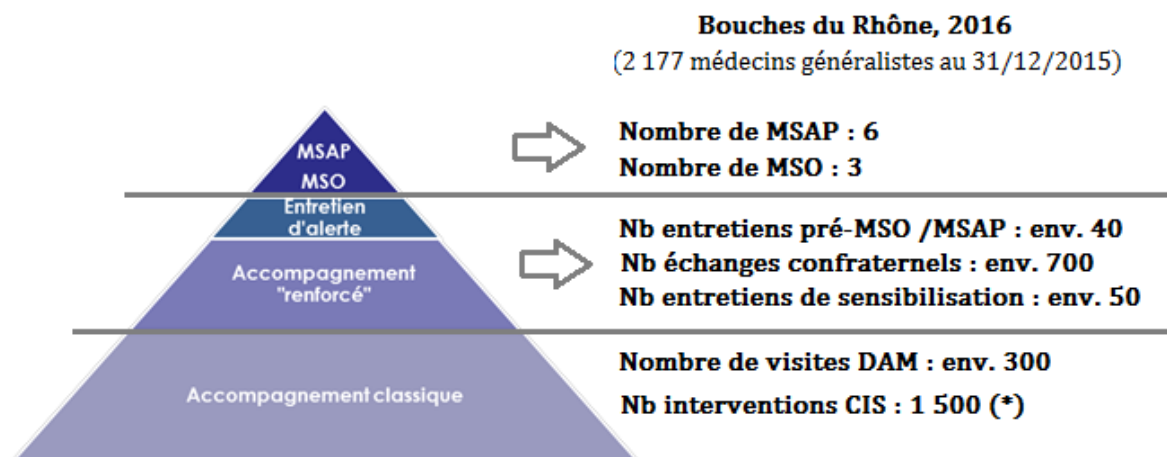 Bouches du Rhône, 2016
(2 177 médecins généralistes au 31/12/2015)
MSAP
MSO
Nombre de MSAP : 6
Nombre de MSO : 3
Entretien
d'alerte
Accompagnement
"renforcé"
Nb entretiens pré-MSO /MSAP : env. 40
Nb échanges confraternels : env. 700
Nb entretiens de sensibilisation : env. 50
Accompagnement classique
Nombre de visites DAM : env. 300
Nb interventions CIS : 1 500 (*)